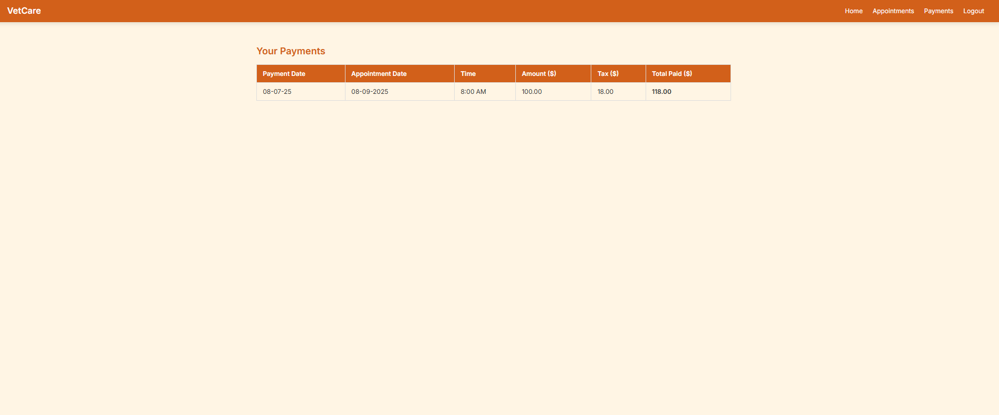 VetCare Home Appointments Payments Logout
Your Payments
Payment Date Appointment Date Time Amount ($) Tax ($) Total Paid ($)
08-07-25 08-09-2025 8:00 AM 100.00 18.00 118.00